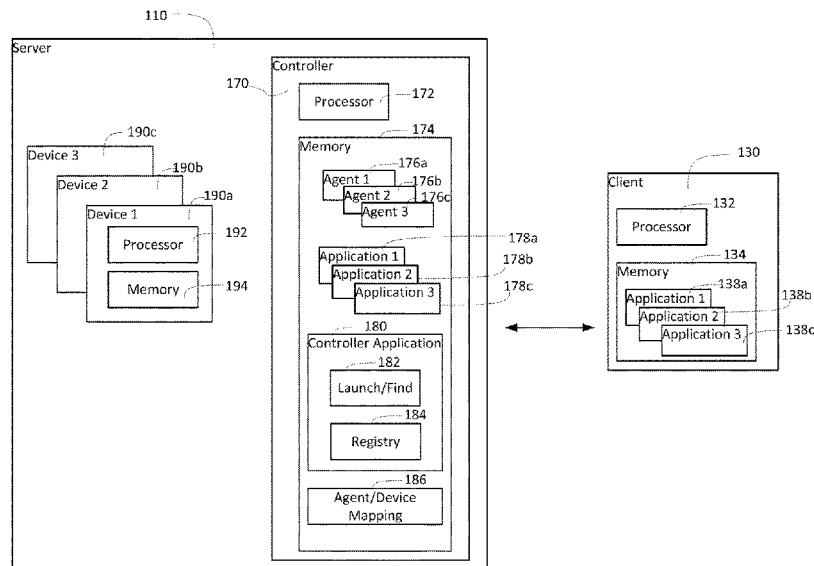 110
Server
Controller
170
Processor
172
174
Memory
Agent 1
176a
Agent 2
176b
Agent 3
176c
Device 3
190c
Device 2
190b
Device 1
190a
Processor
192
Memory
194
Application 1
178a
Application 2
178b
Application 3
178c
180
Controller Application
182
Launch/Find
184
Registry
186
Agent/Device
Mapping
130
Client
132
Processor
134
Memory
138a
Application 1
138b
Application 2
Application 3
138c